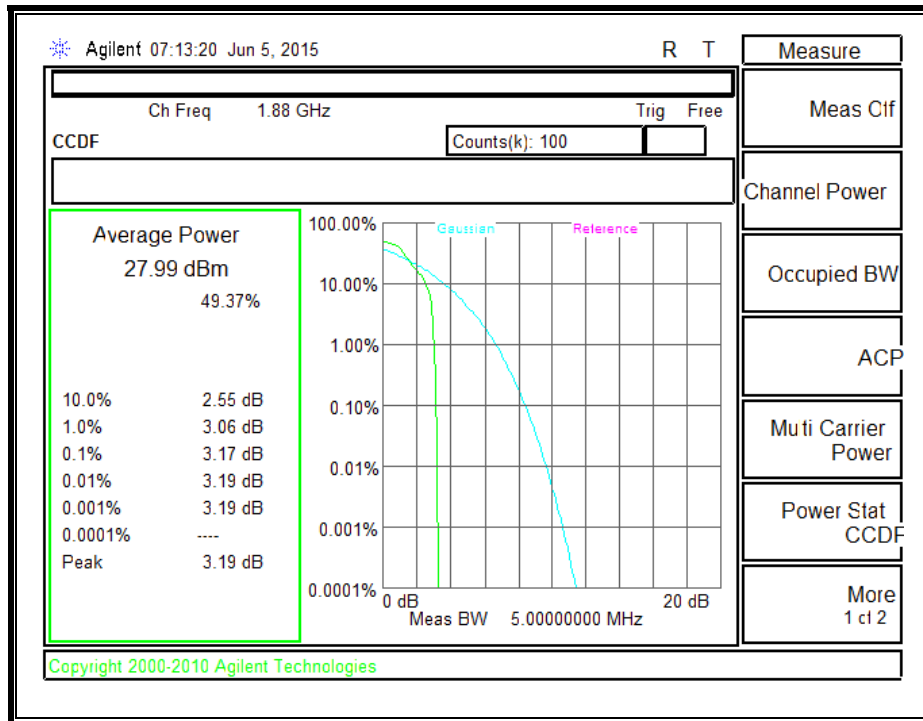 Agilent 07:13:20 Jun 5, 2015 R T
Ch Freq 1.88 GHz Trig Free
CCDF Counts(k): 100
Average Power
27.99 dBm
49.37%
10.0% 2.55 dB
1.0% 3.06 dB
0.1% 3.17 dB
0.01% 3.19 dB
0.001% 3.19 dB
0.0001% ----
Peak 3.19 dB
Gaussian Reference
100.00%
10.00%
1.00%
0.10%
0.01%
0.001%
0.0001%
0 dB 20 dB
Meas BW 5.00000000 MHz
Measure
Meas Off
Channel Power
Occupied BW
ACP
Multi Carrier
Power
Power Stat
CCDF
More
1 of 2
Copyright 2000-2010 Agilent Technologies